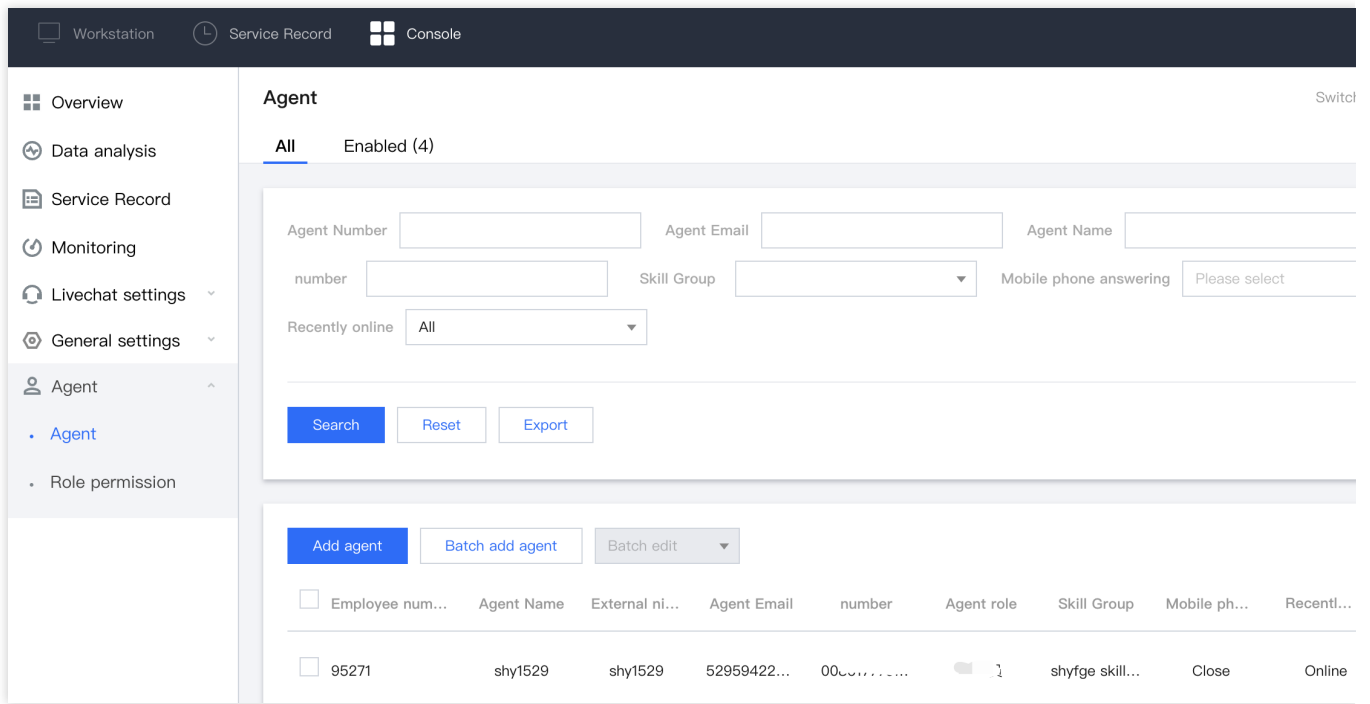 Workstation Service Record Console
Overview
Data analysis
Service Record
Monitoring
Livechat settings
General settings
Agent
Agent
Role permission
Agent
Switch
All Enabled (4)
Agent Number Agent Email Agent Name
number Skill Group Mobile phone answering Please select
Recently online All
Search Reset Export
Add agent Batch add agent Batch edit
Employee num... Agent Name External ni... Agent Email number Agent role Skill Group Mobile ph... Recentl...
95271 shy1529 shy1529 52959422... shyfge skill... Close Online